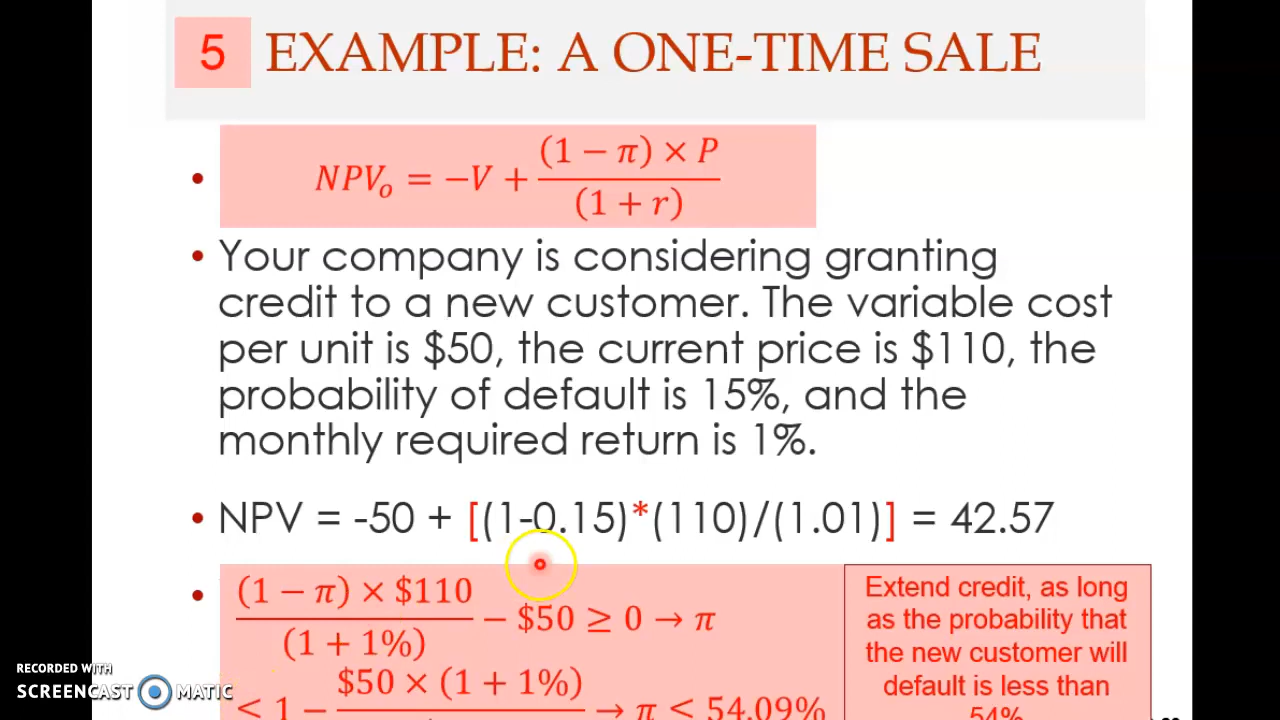 5 EXAMPLE: A ONE-TIME SALE
• NPV₀ = −V + (1 − π) × P / (1 + r)
• Your company is considering granting
credit to a new customer. The variable cost
per unit is $50, the current price is $110, the
probability of default is 15%, and the
monthly required return is 1%.
• NPV = -50 + [(1-0.15)*(110)/(1.01)] = 42.57
• (1 − π) × $110 / (1 + 1%) − $50 ≥ 0 → π
≤ 1 − $50 × (1 + 1%) → π ≤ 54.09%
Extend credit, as long
as the probability that
the new customer will
default is less than
54%
RECORDED WITH
SCREENCAST MATIC